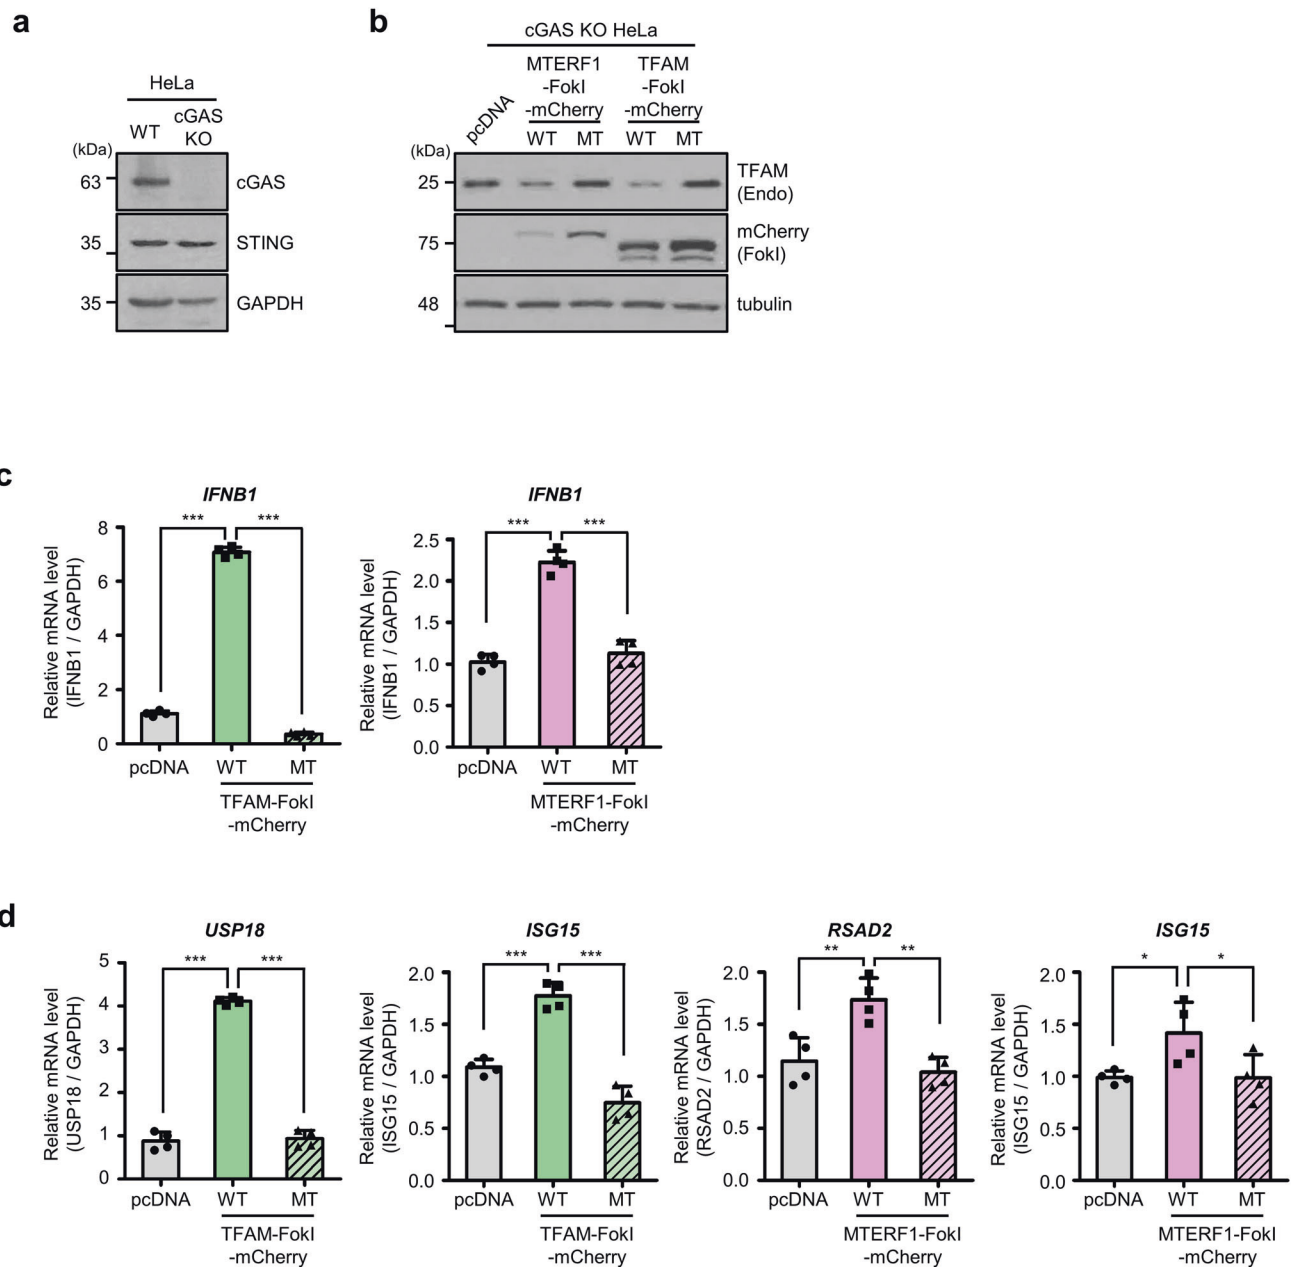 a
HeLa
WT
cGAS
KO
(kDa)
63
cGAS
35
STING
35
GAPDH
b
cGAS KO HeLa
MTERF1
-FokI
-mCherry
TFAM
-FokI
-mCherry
pcDNA
WT MT WT MT
(kDa)
25
TFAM
(Endo)
75
mCherry
(FokI)
48
tubulin
c
IFNB1
*** ***
Relative mRNA level
(IFNB1 / GAPDH)
8
6
4
2
0
pcDNA WT MT
TFAM-FokI
-mCherry
IFNB1
*** ***
Relative mRNA level
(IFNB1 / GAPDH)
2.5
2.0
1.5
1.0
0.5
0.0
pcDNA WT MT
MTERF1-FokI
-mCherry
d
USP18
*** ***
Relative mRNA level
(USP18 / GAPDH)
5
4
3
2
1
0
pcDNA WT MT
TFAM-FokI
-mCherry
ISG15
*** ***
Relative mRNA level
(ISG15 / GAPDH)
2.0
1.5
1.0
0.5
0.0
pcDNA WT MT
TFAM-FokI
-mCherry
RSAD2
** **
Relative mRNA level
(RSAD2 / GAPDH)
2.0
1.5
1.0
0.5
0.0
pcDNA WT MT
MTERF1-FokI
-mCherry
ISG15
* *
Relative mRNA level
(ISG15 / GAPDH)
2.0
1.5
1.0
0.5
0.0
pcDNA WT MT
MTERF1-FokI
-mCherry